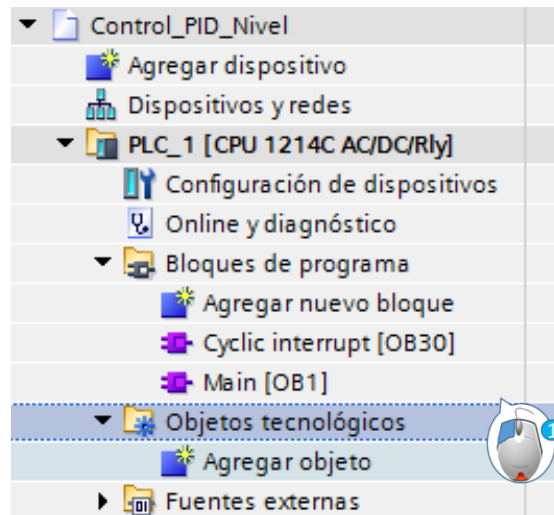 Control_PID_Nivel
Agregar dispositivo
Dispositivos y redes
PLC_1 [CPU 1214C AC/DC/Rly]
Configuración de dispositivos
Online y diagnóstico
Bloques de programa
Agregar nuevo bloque
Cyclic interrupt [OB30]
Main [OB1]
Objetos tecnológicos
1
Agregar objeto
Fuentes externas